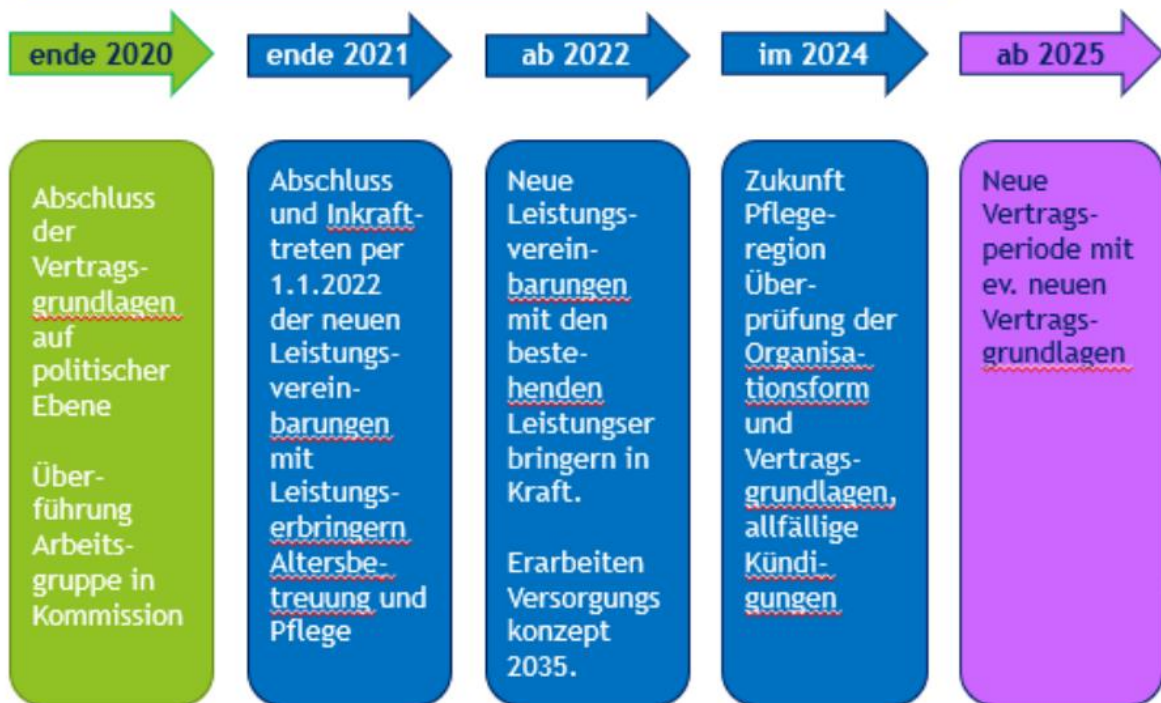 ende 2020
ende 2021
ab 2022
im 2024
ab 2025
Abschluss
der
Vertrags-
grundlagen
auf
politischer
Ebene
Über-
führung
Arbeits-
gruppe in
Kommission
Abschluss
und Inkraft-
treten per
1.1.2022
der neuen
Leistungs-
verein-
barungen
mit
Leistungs-
erbringern
Altersbe-
treuung und
Pflege
Neue
Leistungs-
verein-
barungen
mit den
beste-
henden
Leistungser
bringern in
Kraft.
Erarbeiten
Versorgungs
konzept
2035.
Zukunft
Pflege-
region
Über-
prüfung der
Organisa-
tionsform
und
Vertrags-
grundlagen,
allfällige
Kündi-
gungen
Neue
Vertrags-
periode mit
ev. neuen
Vertrags-
grundlagen